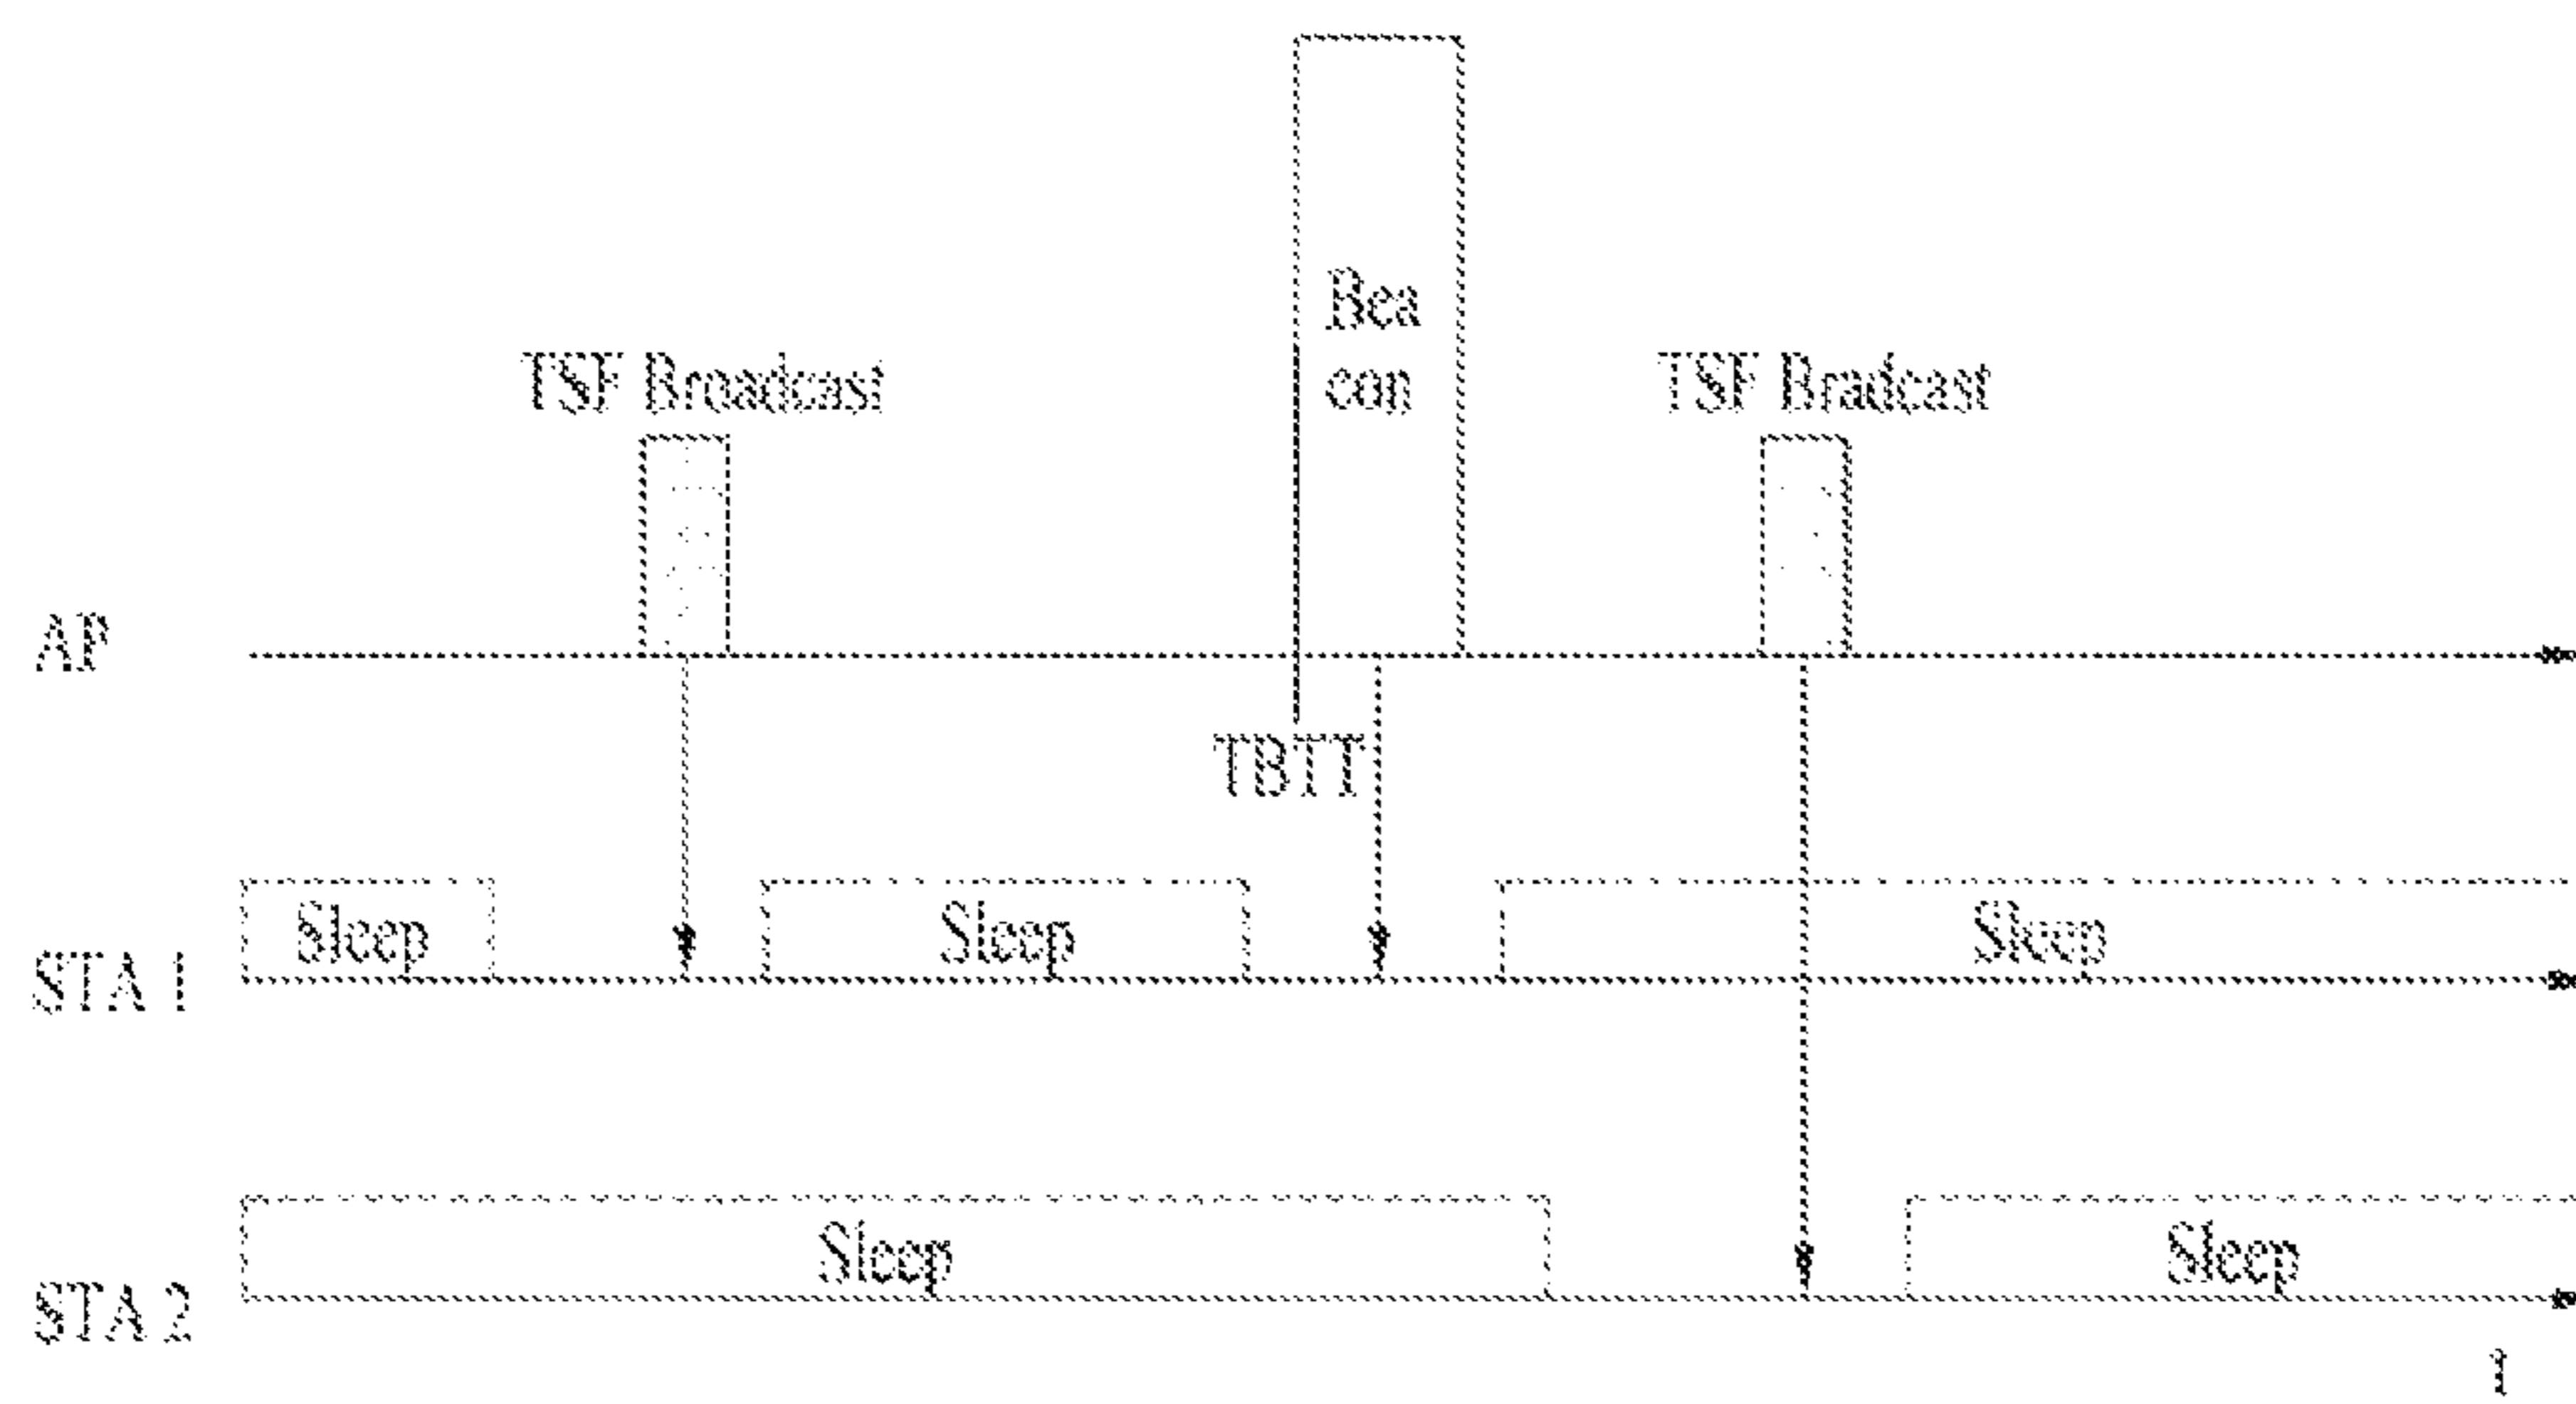 Bea
con
TSF Broadcast
TSF Bradcast
AP
TBTT
Sleep
Sleep
Sleep
STA 1
Sleep
Sleep
STA 2